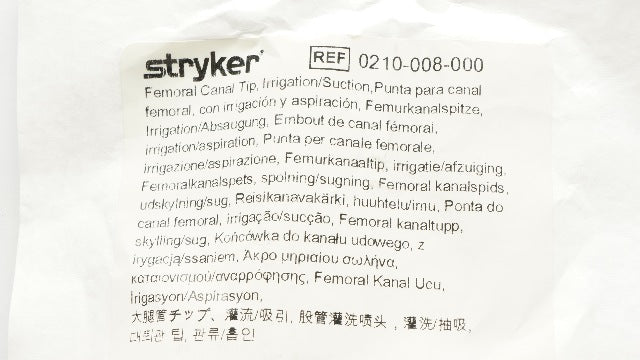 stryker REF 0210-008-000
Femoral Canal Tip, Irrigation/Suction,Punta para canal
femoral, con irrigación y aspiración, Femurkanalspitze,
Irrigation/Absaugung, Embout de canal fémorai,
irrigation/aspiration, Punta per canale femorale,
irrigazione/aspirazione, Femurkanaaltip, irrigatie/afzuiging,
Femoralkanalspets, spolning/sugning, Femoral kanalspids,
udskylning/sug, Reisikanavakärki, huuhtelu/imu, Ponta do
canal femoral, irrigação/sucção, Femoral kanaltupp,
skylling/sug, Końcówka do kanału udowego, z
irygacją/ssaniem, Άκρο μηριαίου σωλήνα,
καταιονισμού/αναρρόφησης, Femoral Kanal Ucu,
İrigasyon/Aspirasyon,
大腿管チップ、灌流/吸引, 股管灌洗喷头, 灌洗/抽吸,
대퇴관 팁, 관류/흡인